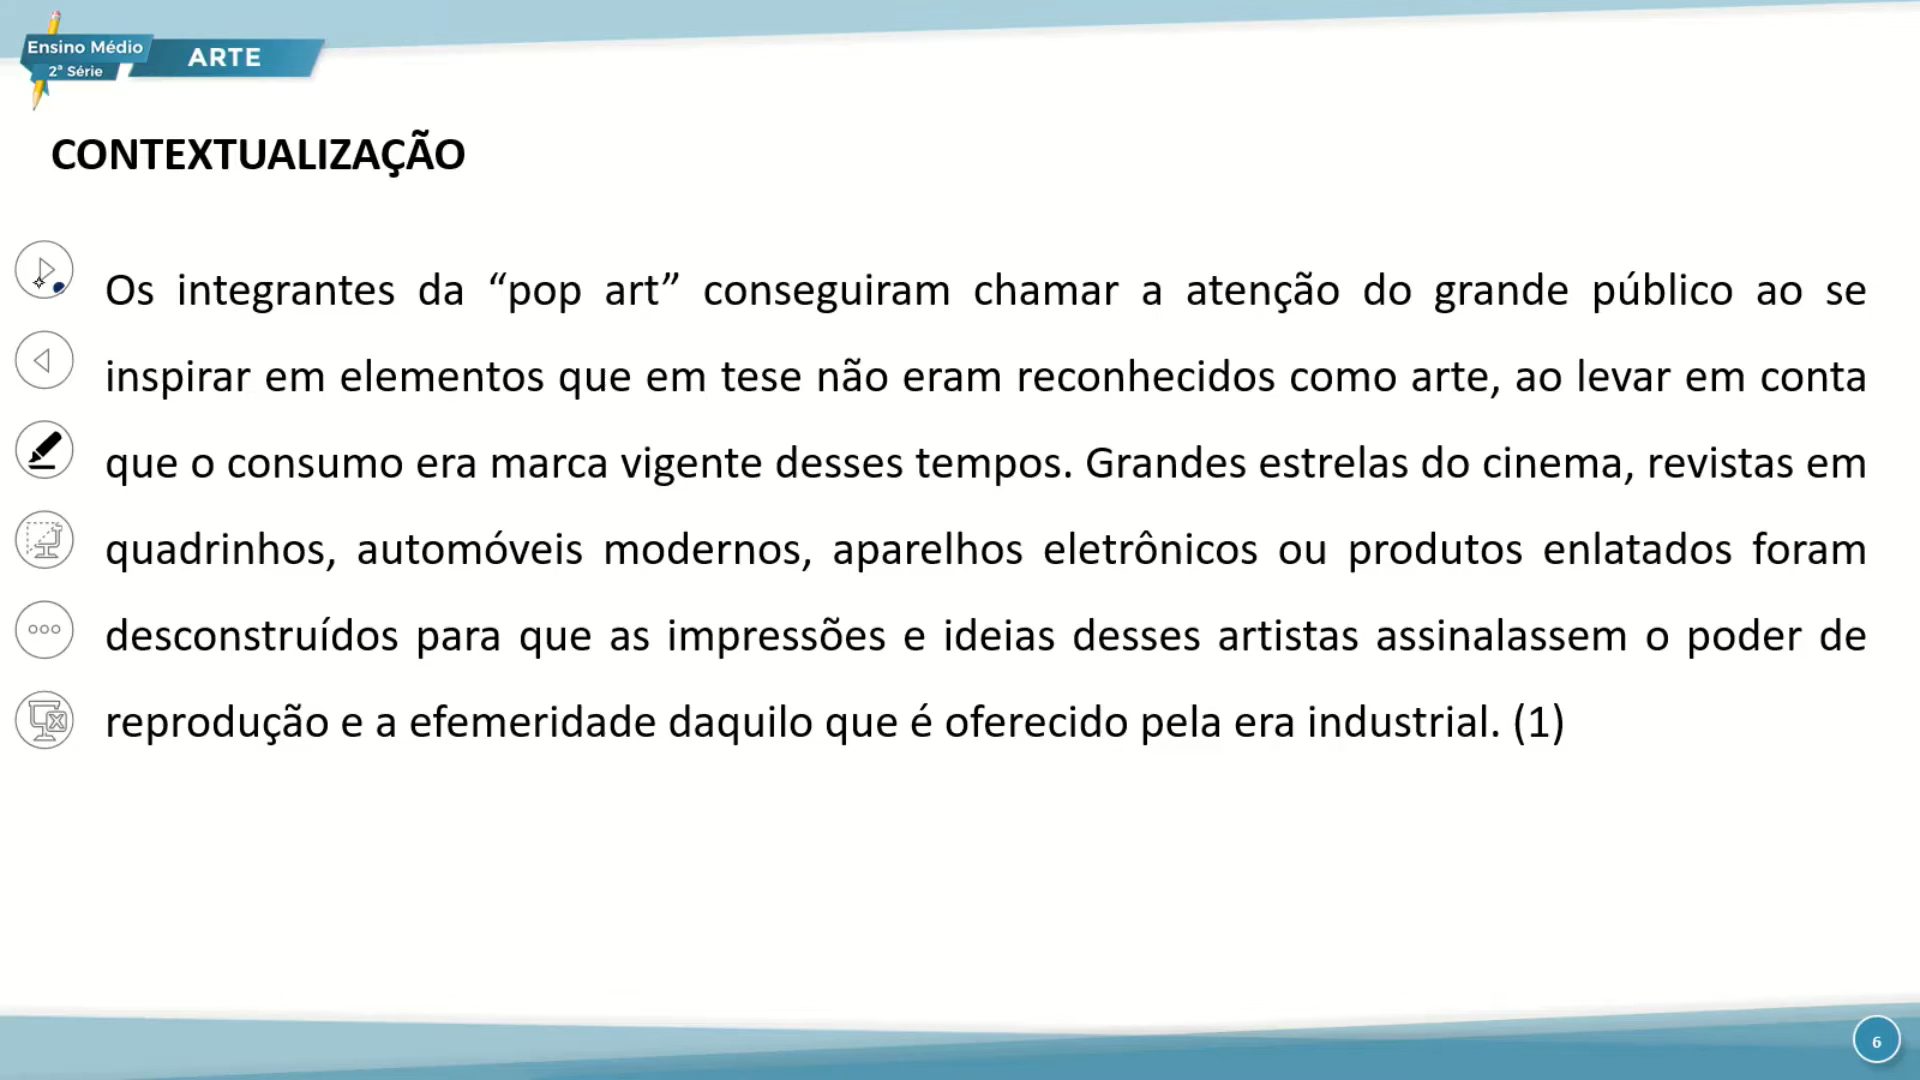 Ensino Médio
2ª Série
ARTE
CONTEXTUALIZAÇÃO
Os integrantes da “pop art” conseguiram chamar a atenção do grande público ao se
inspirar em elementos que em tese não eram reconhecidos como arte, ao levar em conta
que o consumo era marca vigente desses tempos. Grandes estrelas do cinema, revistas em
quadrinhos, automóveis modernos, aparelhos eletrônicos ou produtos enlatados foram
desconstruídos para que as impressões e ideias desses artistas assinalassem o poder de
reprodução e a efemeridade daquilo que é oferecido pela era industrial. (1)
6